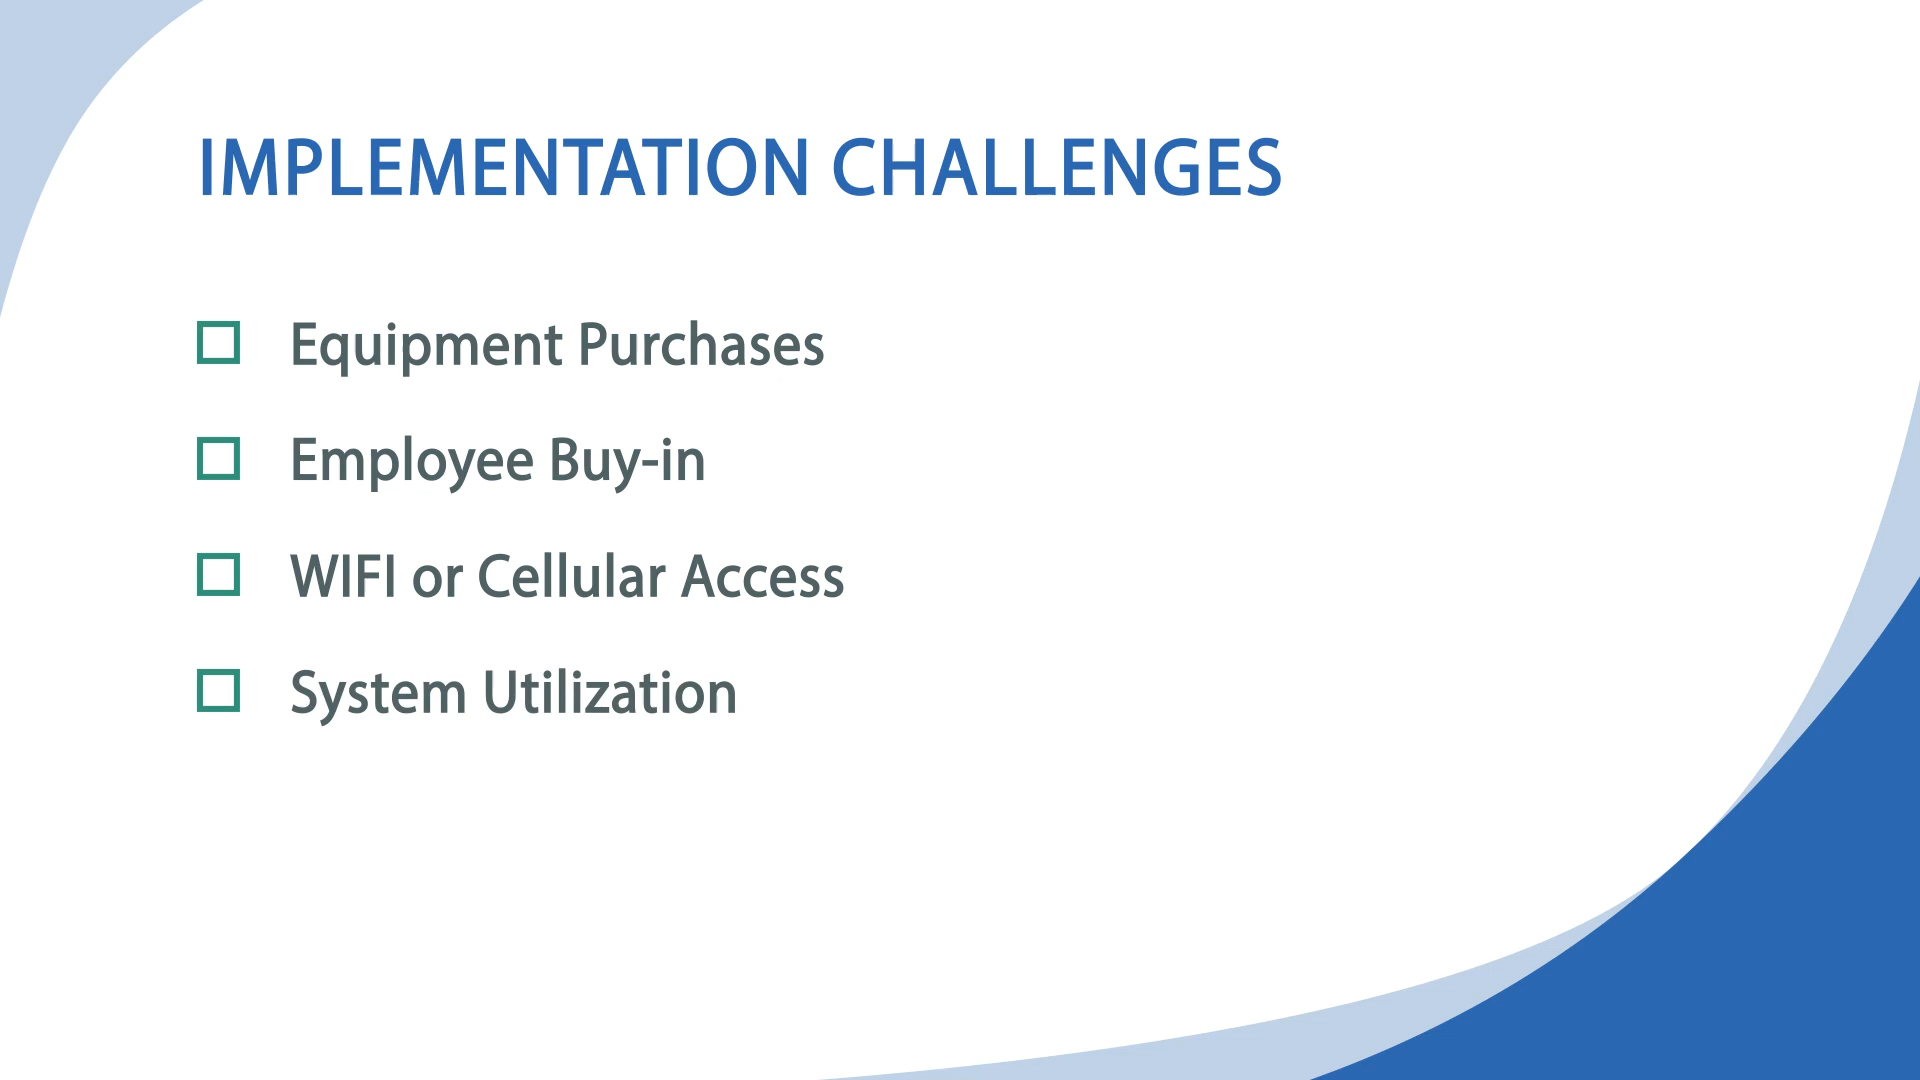 IMPLEMENTATION CHALLENGES
Equipment Purchases
Employee Buy-in
WIFI or Cellular Access
System Utilization